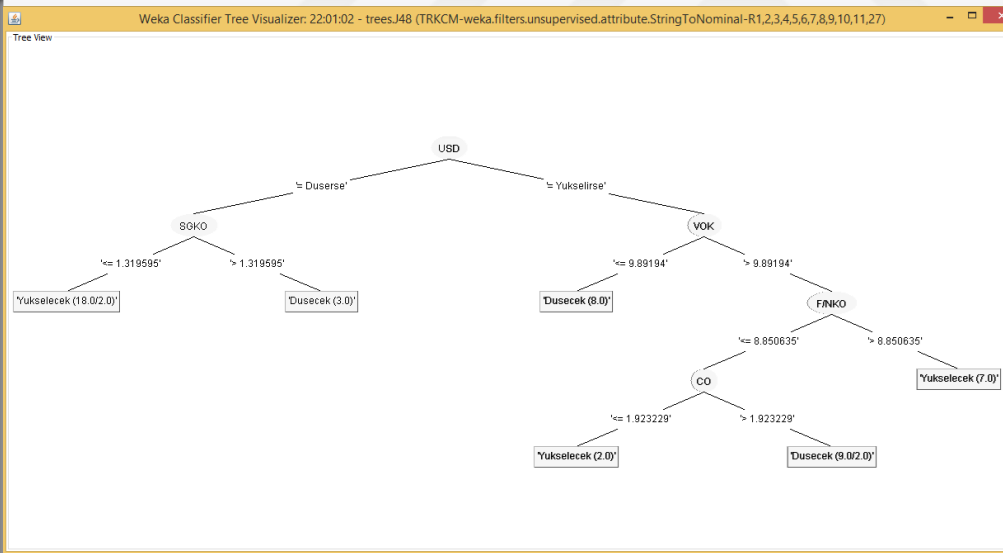 Weka Classifier Tree Visualizer: 22:01:02 - trees.J48 (TRKCM-weka.filters.unsupervised.attribute.StringToNominal-R1,2,3,4,5,6,7,8,9,10,11,27)
Tree View
USD
'= Duserse'
'= Yukselirse'
SGKO
VOK
'<= 1.319595'
'> 1.319595'
'<= 9.89194'
'> 9.89194'
'Yukselecek (18.0/2.0)'
'Dusecek (3.0)'
'Dusecek (8.0)'
F/NKO
'<= 8.850635'
'> 8.850635'
CO
'Yukselecek (7.0)'
'<= 1.923229'
'> 1.923229'
'Yukselecek (2.0)'
'Dusecek (9.0/2.0)'